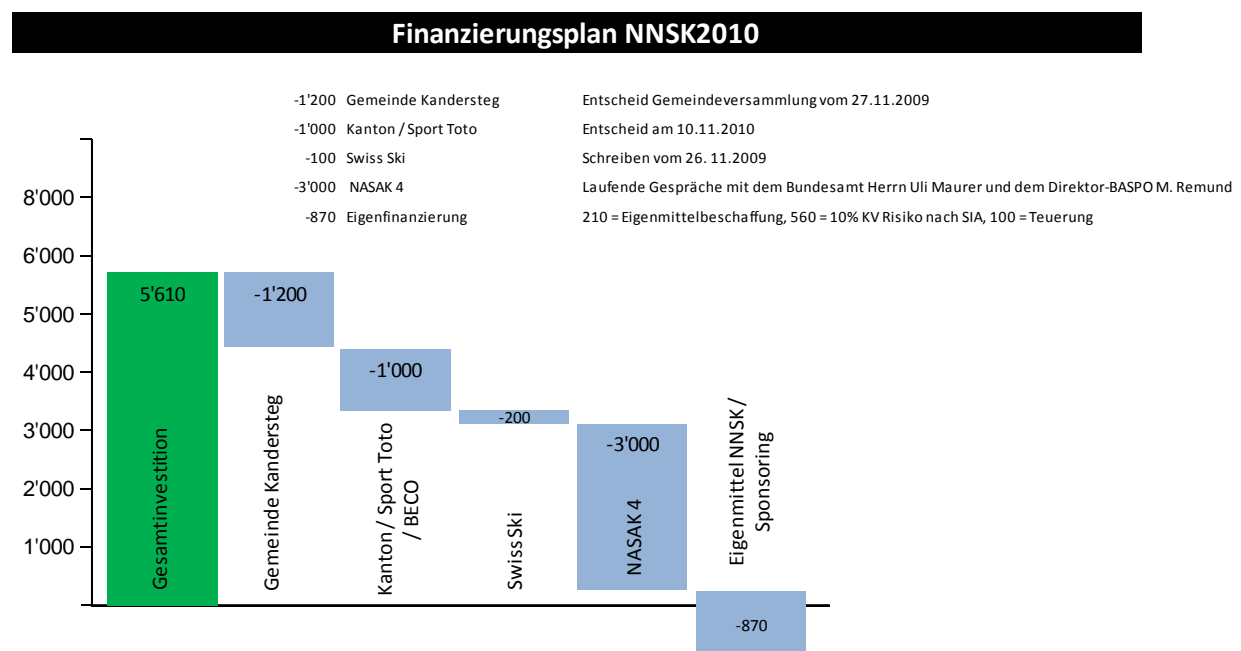 Finanzierungsplan NNSK2010
-1'200 Gemeinde Kandersteg Entscheid Gemeindeversammlung vom 27.11.2009
-1'000 Kanton / Sport Toto Entscheid am 10.11.2010
-100 Swiss Ski Schreiben vom 26. 11.2009
-3'000 NASAK 4 Laufende Gespräche mit dem Bundesamt Herrn Uli Maurer und dem Direktor-BASPO M. Remund
-870 Eigenfinanzierung 210 = Eigenmittelbeschaffung, 560 = 10% KV Risiko nach SIA, 100 = Teuerung
8'000
6'000
5'000
4'000
3'000
2'000
1'000
5'610
-1'200
-1'000
-200
-3'000
-870
Gesamtinvestition
Gemeinde Kandersteg
Kanton / Sport Toto
/ BECO
Swiss Ski
NASAK 4
Eigenmittel NNSK /
Sponsoring